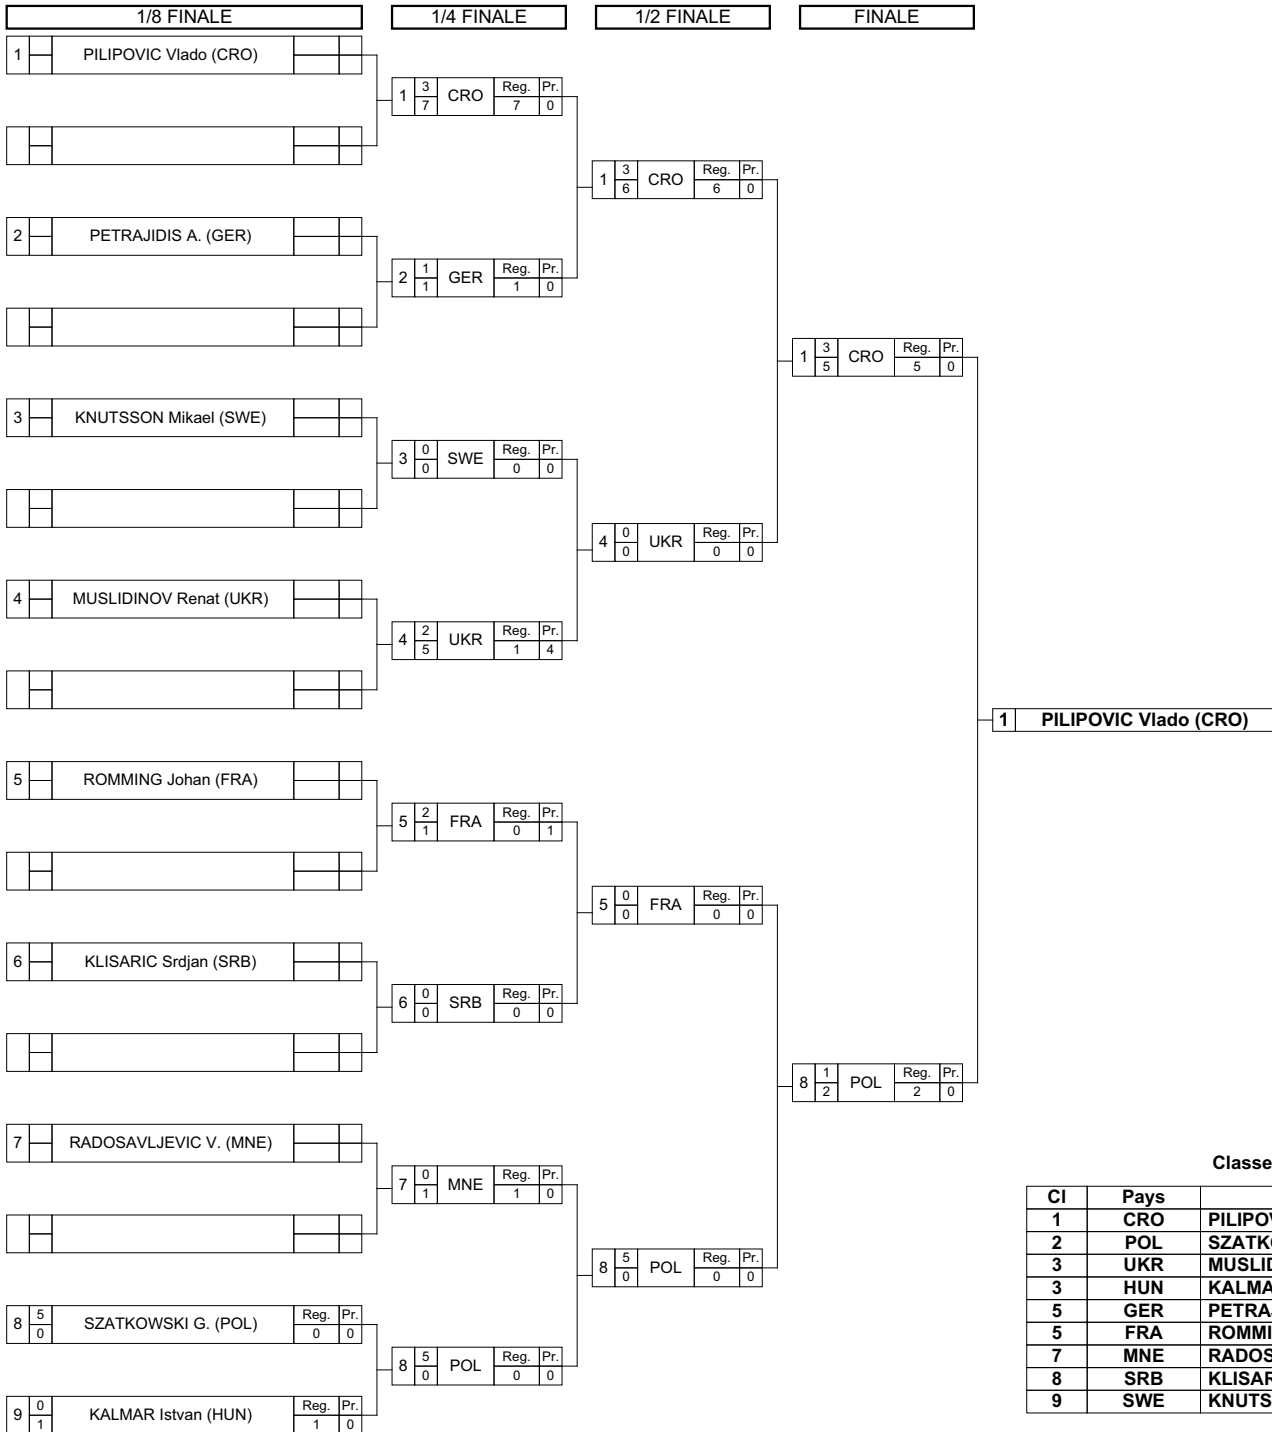 1/8 FINALE 1/4 FINALE 1/2 FINALE FINALE
1 PILIPOVIC Vlado (CRO)
1 3 7 CRO Reg. Pr. 7 0
1 3 6 CRO Reg. Pr. 6 0
2 PETRAJIDIS A. (GER)
2 1 1 GER Reg. Pr. 1 0
1 3 5 CRO Reg. Pr. 5 0
3 KNUTSSON Mikael (SWE)
3 0 0 SWE Reg. Pr. 0 0
4 0 0 UKR Reg. Pr. 0 0
4 MUSLIDINOV Renat (UKR)
4 2 5 UKR Reg. Pr. 1 4
1 PILIPOVIC Vlado (CRO)
5 ROMMING Johan (FRA)
5 2 1 FRA Reg. Pr. 0 1
5 0 0 FRA Reg. Pr. 0 0
6 KLISARIC Srdjan (SRB)
6 0 0 SRB Reg. Pr. 0 0
8 1 2 POL Reg. Pr. 2 0
7 RADOSAVLJEVIC V. (MNE)
7 0 1 MNE Reg. Pr. 1 0
8 5 0 POL Reg. Pr. 0 0
8 5 0 SZATKOWSKI G. (POL) Reg. Pr. 0 0
8 5 0 POL Reg. Pr. 0 0
9 0 1 KALMAR Istvan (HUN) Reg. Pr. 1 0
Classe
Cl Pays
1 CRO PILIPOV
2 POL SZATK
3 UKR MUSLID
3 HUN KALMA
5 GER PETRA
5 FRA ROMMI
7 MNE RADOS
8 SRB KLISAR
9 SWE KNUTS